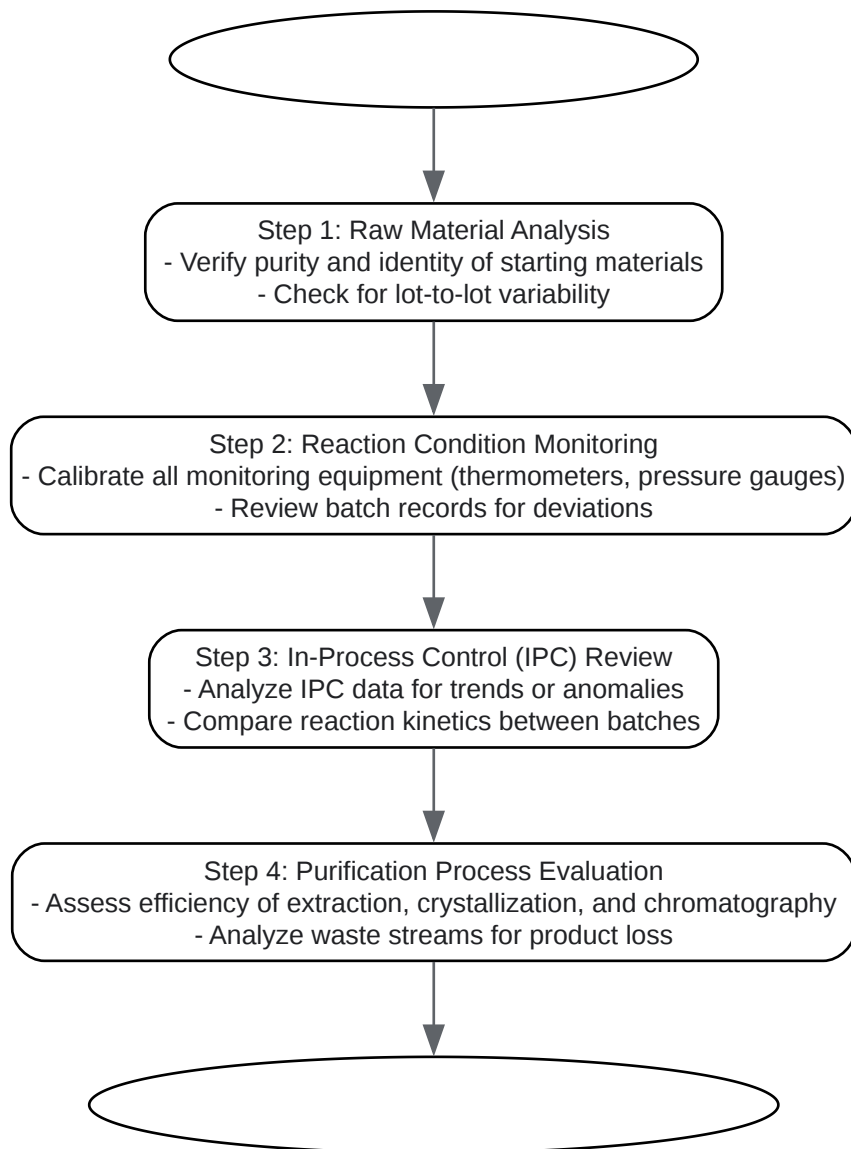 Step 1: Raw Material Analysis
- Verify purity and identity of starting materials
- Check for lot-to-lot variability
Step 2: Reaction Condition Monitoring
- Calibrate all monitoring equipment (thermometers, pressure gauges)
- Review batch records for deviations
Step 3: In-Process Control (IPC) Review
- Analyze IPC data for trends or anomalies
- Compare reaction kinetics between batches
Step 4: Purification Process Evaluation
- Assess efficiency of extraction, crystallization, and chromatography
- Analyze waste streams for product loss